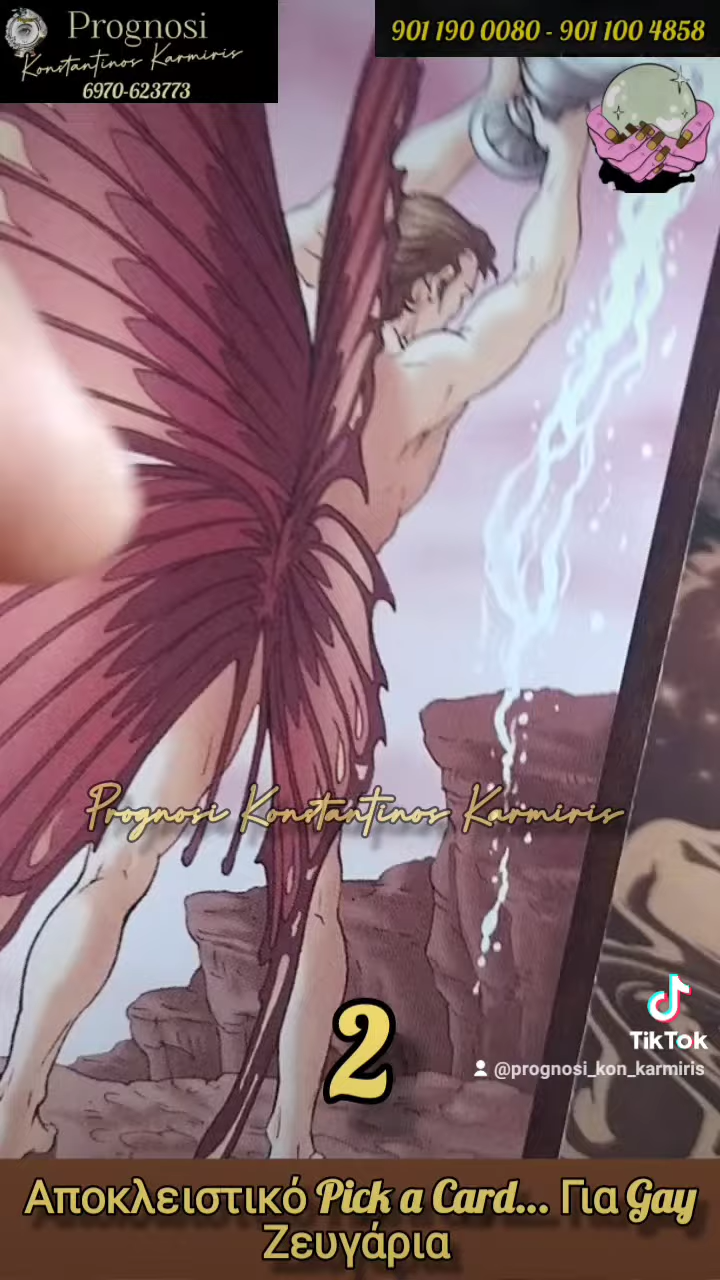 Prognosi
Konstantinos Karmiris
6970-623773
901 190 0080 - 901 100 4858
Prognosi Konstantinos Karmiris
2
TikTok
@prognosi_kon_karmiris
Αποκλειστικό Pick a Card... Για Gay
Ζευγάρια